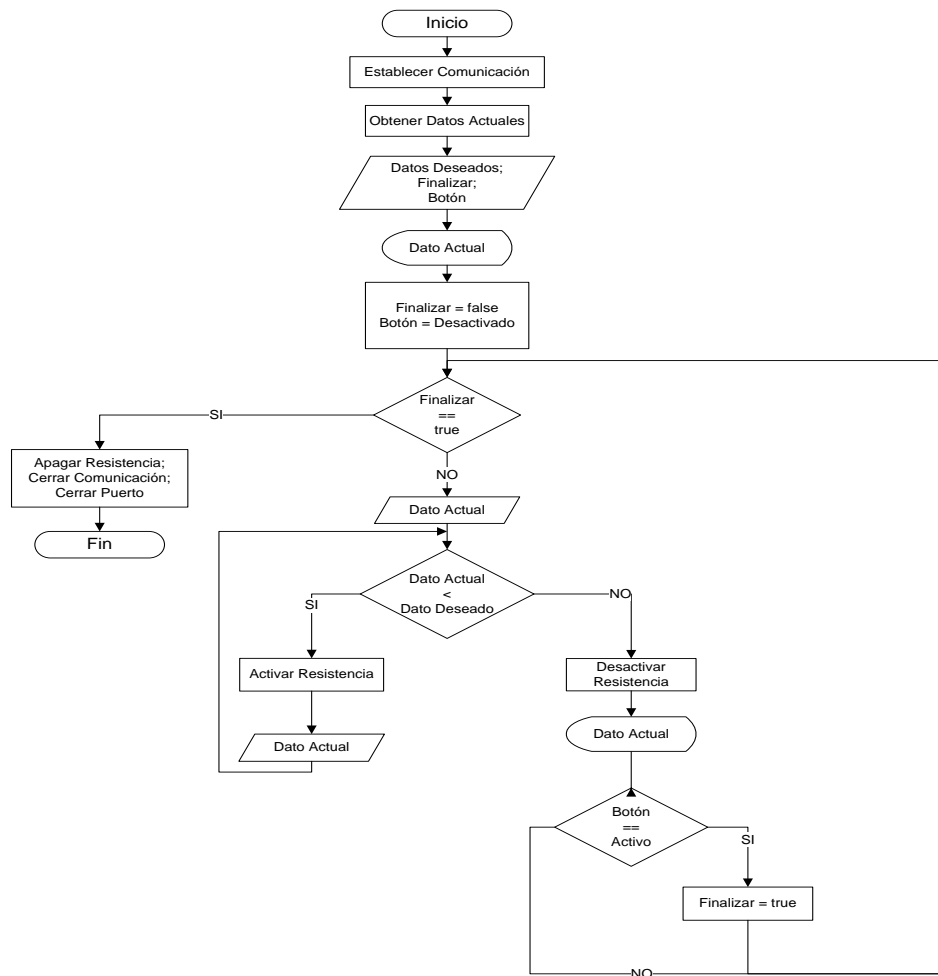 Inicio
Establecer Comunicación
Obtener Datos Actuales
Datos Deseados;
Finalizar;
Botón
Dato Actual
Finalizar = false
Botón = Desactivado
Finalizar
==
true
SI
NO
Apagar Resistencia;
Cerrar Comunicación;
Cerrar Puerto
Fin
Dato Actual
Dato Actual
<
Dato Deseado
SI
NO
Activar Resistencia
Dato Actual
Desactivar
Resistencia
Dato Actual
Botón
==
Activo
SI
Finalizar = true
NO